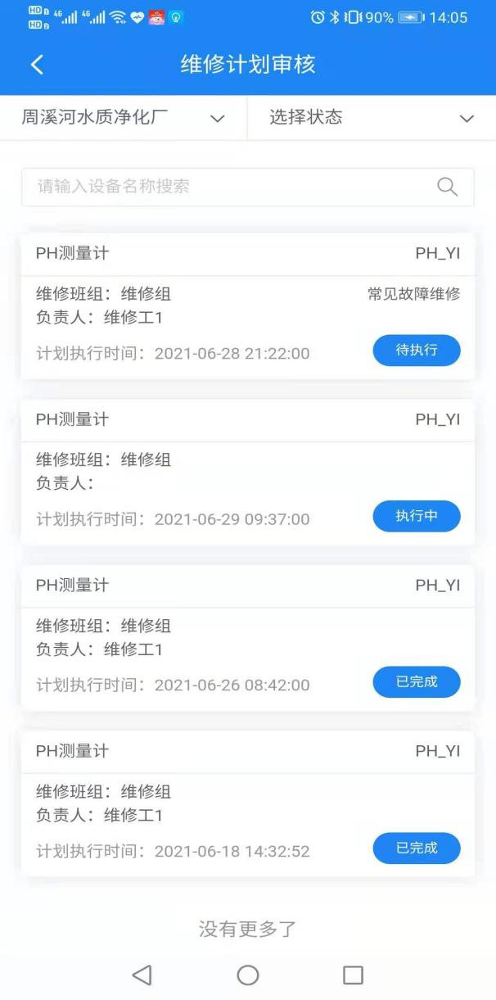 HD 1 4G 4G 90% 14:05
HD 2
维修计划审核
周溪河水质净化厂 选择状态
请输入设备名称搜索
PH测量计 PH_YI
维修班组：维修组 常见故障维修
负责人：维修工1
计划执行时间：2021-06-28 21:22:00 待执行
PH测量计 PH_YI
维修班组：维修组
负责人：
计划执行时间：2021-06-29 09:37:00 执行中
PH测量计 PH_YI
维修班组：维修组
负责人：维修工1
计划执行时间：2021-06-26 08:42:00 已完成
PH测量计 PH_YI
维修班组：维修组
负责人：维修工1
计划执行时间：2021-06-18 14:32:52 已完成
没有更多了